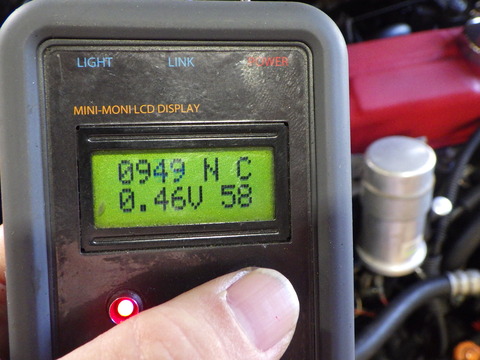 LIGHT LINK POWER
MINI-MONI LCD DISPLAY
0949 N C
0.46V 58